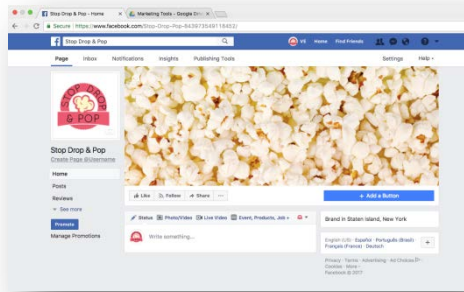 Stop Drop & Pop - Home
Marketing Tools - Google Driv
Secure https://www.facebook.com/Stop-Drop-Pop-643973549118452/
Stop Drop & Pop
VE Home Find Friends
Page Inbox Notifications Insights Publishing Tools Settings Help
STOP DROP
& POP
Stop Drop & Pop
Create Page @Username
Home
Posts
Reviews
See more
Promote
Manage Promotions
Like Follow Share
+ Add a Button
Status Photo/Video Live Video Event, Products, Job +
Write something...
Brand in Staten Island, New York
English (US) · Español · Português (Brasil) ·
Français (France) · Deutsch
Privacy · Terms · Advertising · Ad Choices ·
Cookies · More ·
Facebook © 2017